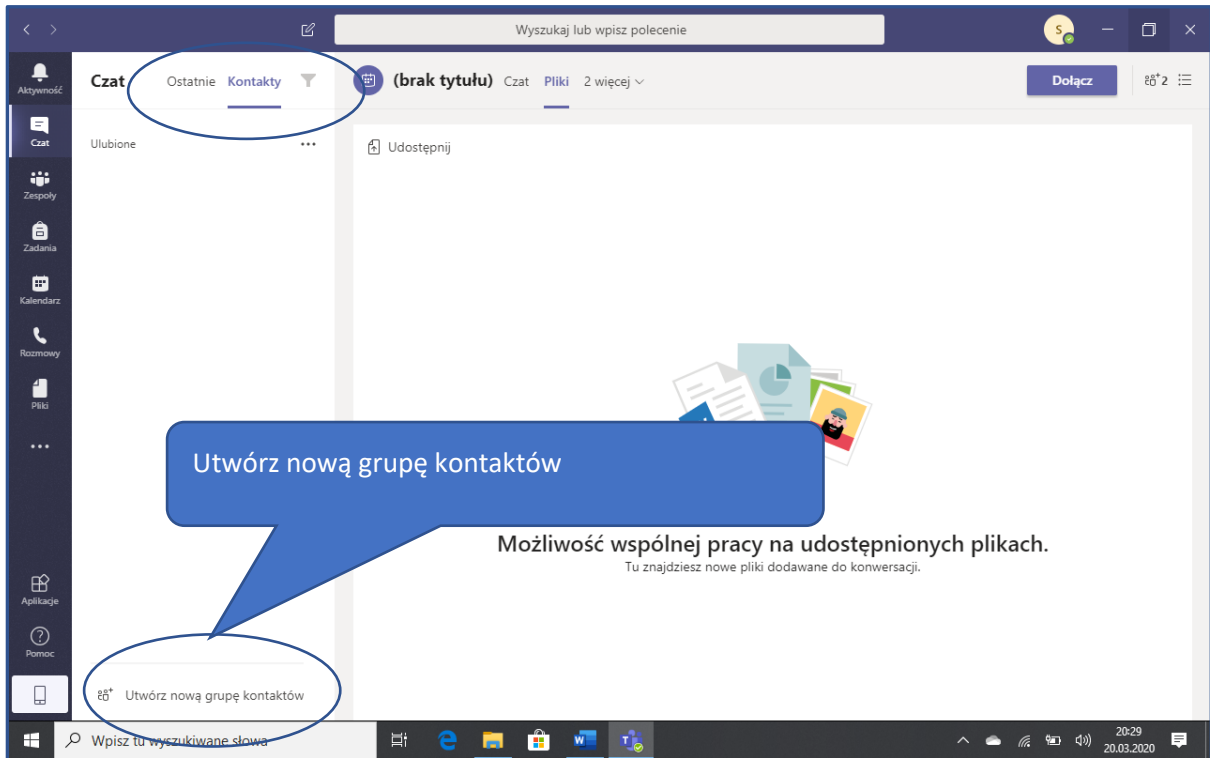 Wyszukaj lub wpisz polecenie
S
Aktywność
Czat
Zespoły
Zadania
Kalendarz
Rozmowy
Pliki
Aplikacje
Pomoc
Czat Ostatnie Kontakty
Ulubione
Utwórz nową grupę kontaktów
(brak tytułu) Czat Pliki 2 więcej
Dołącz 2
Udostępnij
Utwórz nową grupę kontaktów
Możliwość wspólnej pracy na udostępnionych plikach.
Tu znajdziesz nowe pliki dodawane do konwersacji.
Wpisz tu wyszukiwane słowa
20:29
20.03.2020